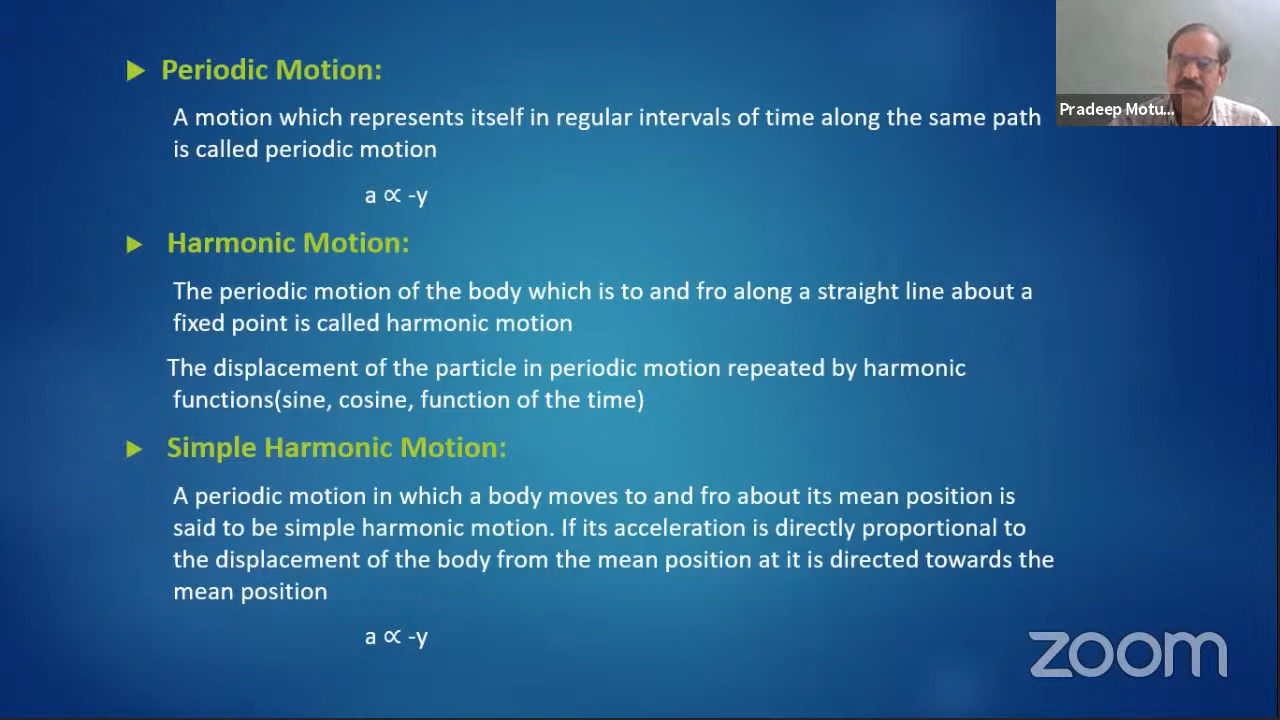 Periodic Motion:
A motion which represents itself in regular intervals of time along the same path
is called periodic motion
a ∝ -y
Harmonic Motion:
The periodic motion of the body which is to and fro along a straight line about a
fixed point is called harmonic motion
The displacement of the particle in periodic motion repeated by harmonic
functions(sine, cosine, function of the time)
Simple Harmonic Motion:
A periodic motion in which a body moves to and fro about its mean position is
said to be simple harmonic motion. If its acceleration is directly proportional to
the displacement of the body from the mean position at it is directed towards the
mean position
a ∝ -y
Pradeep Motu...
zoom